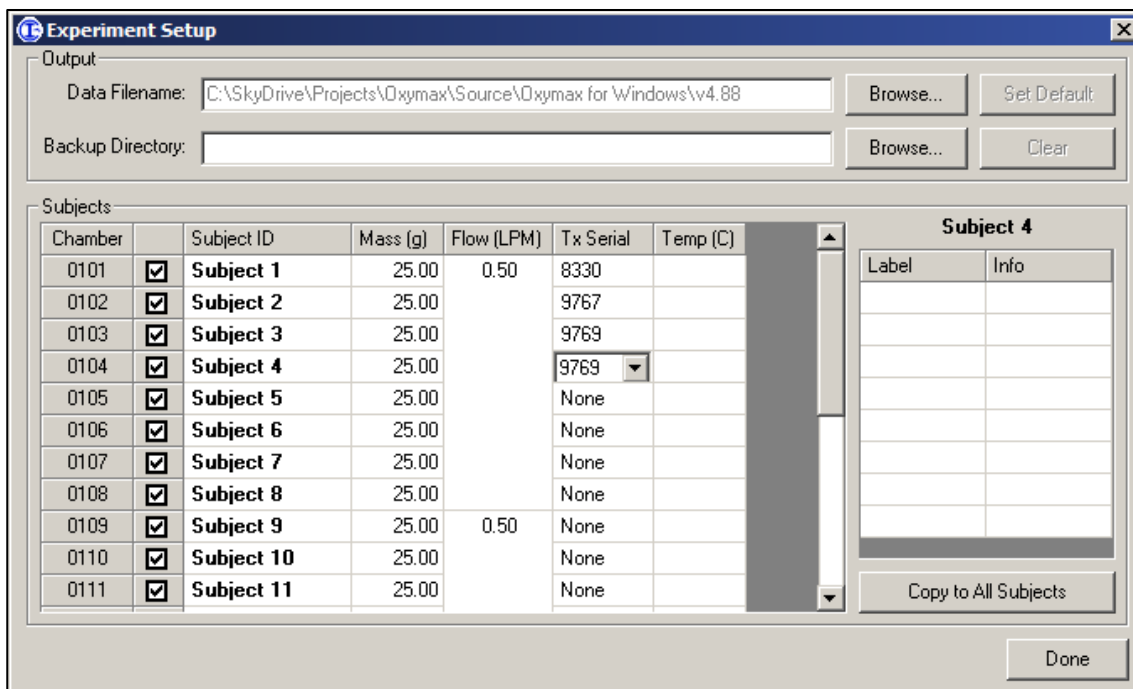 Experiment Setup
Output
Data Filename: C:\SkyDrive\Projects\Oxymax\Source\Oxymax for Windows\v4.88 Browse... Set Default
Backup Directory: Browse... Clear
Subjects
Chamber Subject ID Mass (g) Flow (LPM) Tx Serial Temp (C)
0101 Subject 1 25.00 0.50 8330
0102 Subject 2 25.00 9767
0103 Subject 3 25.00 9769
0104 Subject 4 25.00 9769
0105 Subject 5 25.00 None
0106 Subject 6 25.00 None
0107 Subject 7 25.00 None
0108 Subject 8 25.00 None
0109 Subject 9 25.00 0.50 None
0110 Subject 10 25.00 None
0111 Subject 11 25.00 None
Subject 4
Label Info
Copy to All Subjects
Done